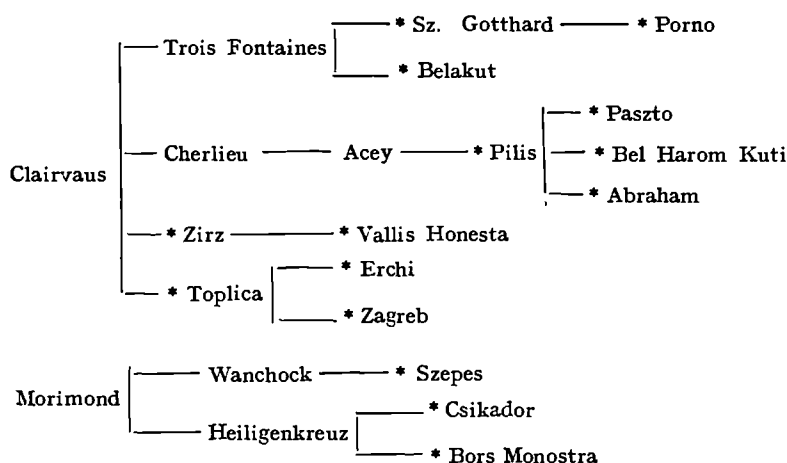 * Sz. Gotthard * Porno
Trois Fontaines
* Belakut
* Paszto
Cherlieu Acey * Pilis * Bel Harom Kuti
Clairvaus
* Abraham
* Zirz * Vallis Honesta
* Erchi
* Toplica
* Zagreb
Wanchock * Szepes
Morimond
* Csikador
Heiligenkreuz
* Bors Monostra